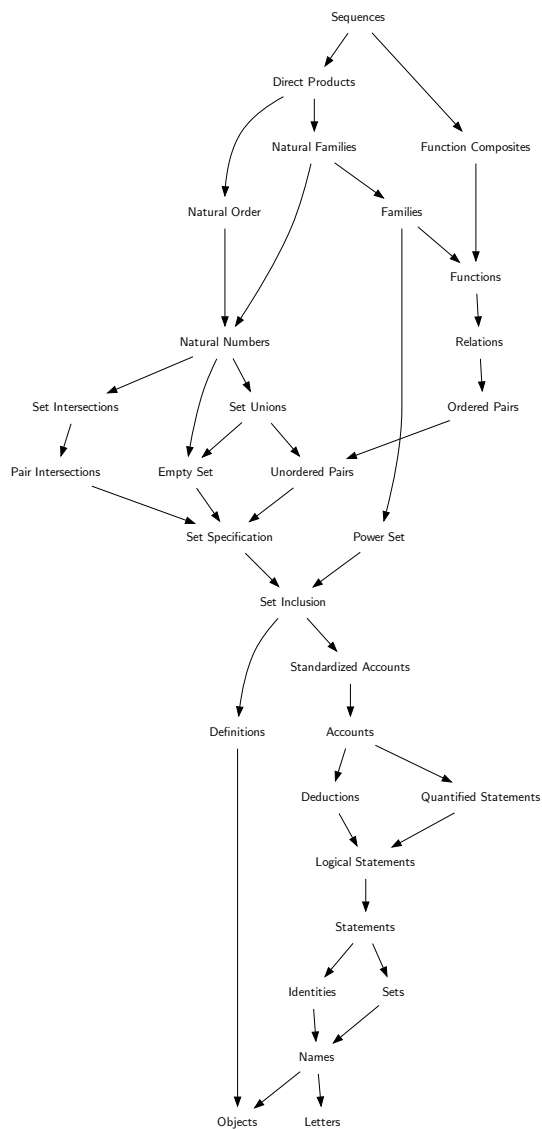 Sequences
Direct Products
Natural Families
Function Composites
Natural Order
Families
Functions
Natural Numbers
Relations
Set Intersections
Set Unions
Ordered Pairs
Pair Intersections
Empty Set
Unordered Pairs
Set Specification
Power Set
Set Inclusion
Standardized Accounts
Definitions
Accounts
Deductions
Quantified Statements
Logical Statements
Statements
Identities
Sets
Names
Objects
Letters